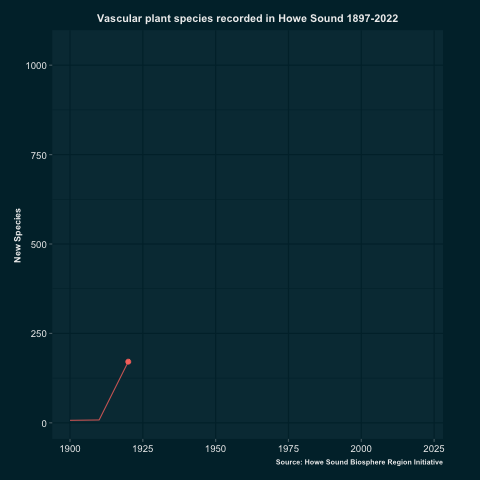 Vascular plant species recorded in Howe Sound 1897-2022
1000
750
500
250
0
New Species
1900 1925 1950 1975 2000 2025
Source: Howe Sound Biosphere Region Initiative